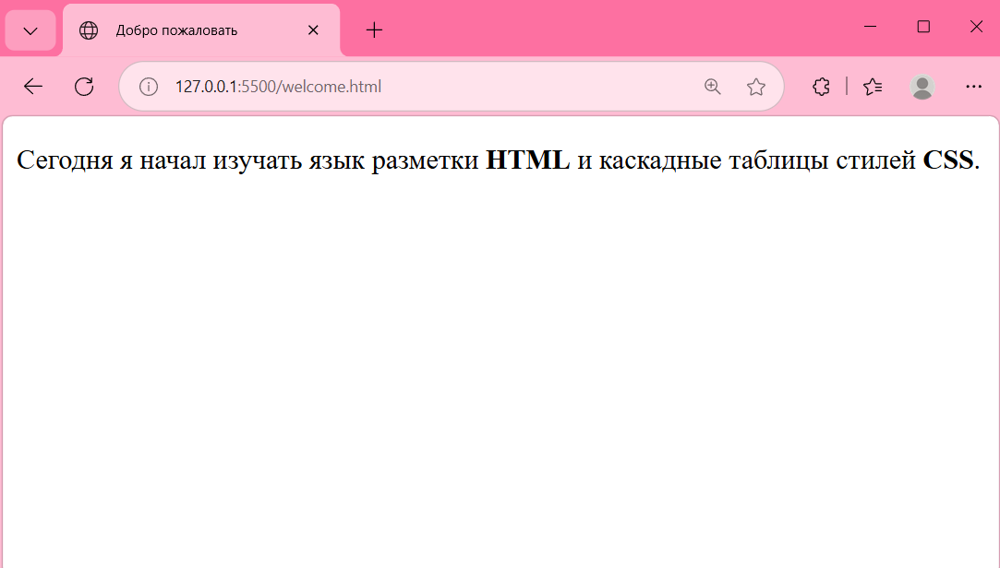 Добро пожаловать
127.0.0.1:5500/welcome.html
Сегодня я начал изучать язык разметки HTML и каскадные таблицы стилей CSS.